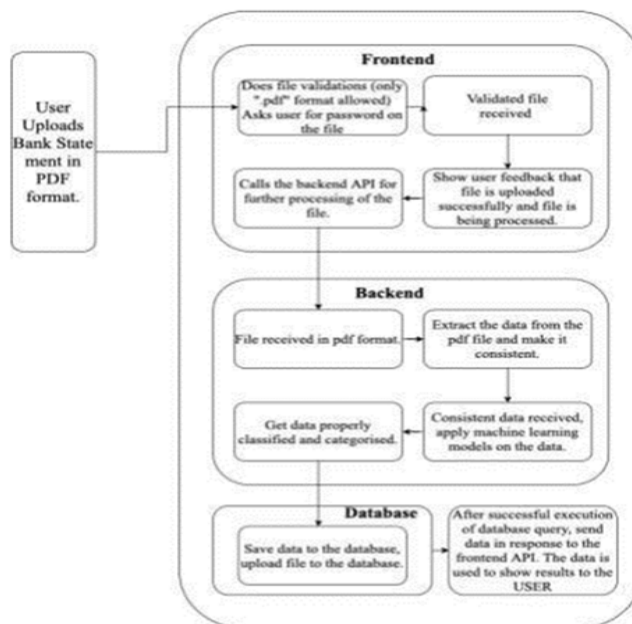 User
Uploads
Bank State
ment in
PDF
format.
Frontend
Does file validations (only
".pdf" format allowed)
Asks user for password on
the file
Validated file
received
Calls the backend API for
further processing of the
file.
Show user feedback that
file is uploaded
successfully and file is
being processed.
Backend
File received in pdf format.
Extract the data from the
pdf file and make it
consistent.
Get data properly
classified and categorised.
Consistent data received,
apply machine learning
models on the data.
Database
Save data to the database,
upload file to the database.
After successful execution
of database query, send
data in response to the
frontend API. The data is
used to show results to the
USER